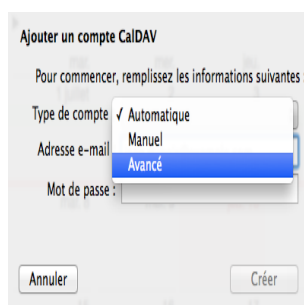 Ajouter un compte CalDAV
Pour commencer, remplissez les informations suivantes :
Type de compte ✓ Automatique
Manuel
Adresse e-mail
Avancé
Mot de passe :
Annuler
Créer